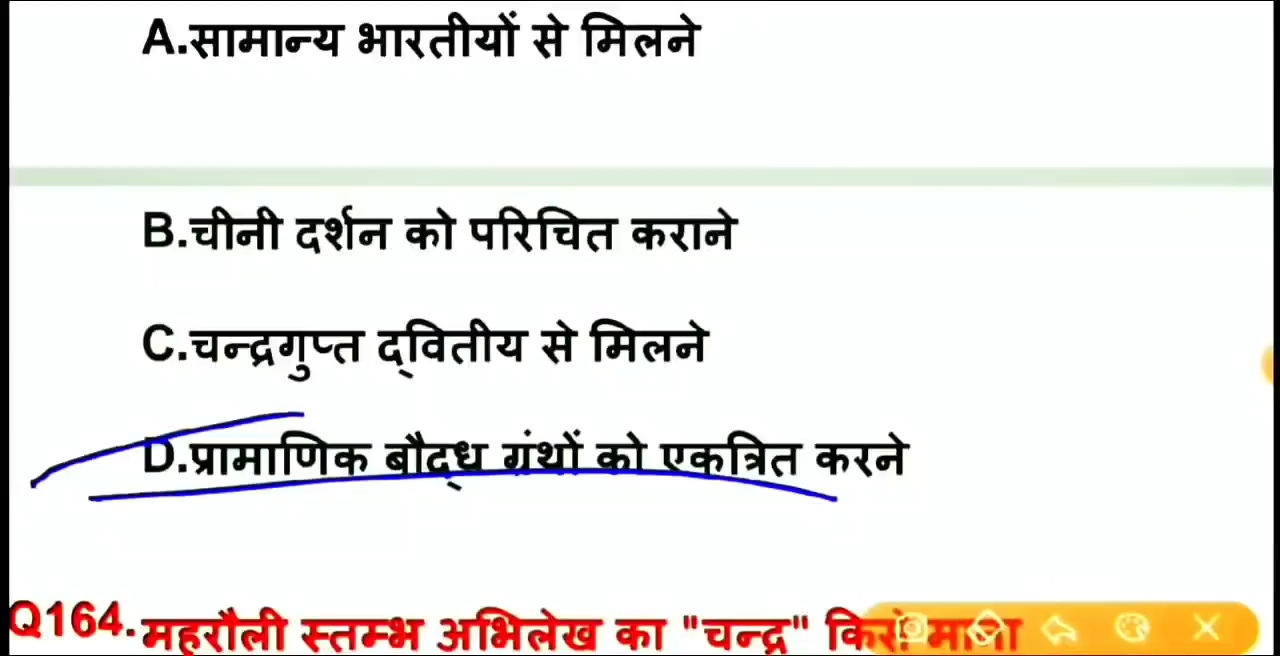 A.सामान्य भारतीयों से मिलने
B.चीनी दर्शन को परिचित कराने
C.चन्द्रगुप्त द्वितीय से मिलने
D.प्रामाणिक बौद्ध ग्रंथों को एकत्रित करने
Q164.महरौली स्तम्भ अभिलेख का "चन्द्र" किसे माना